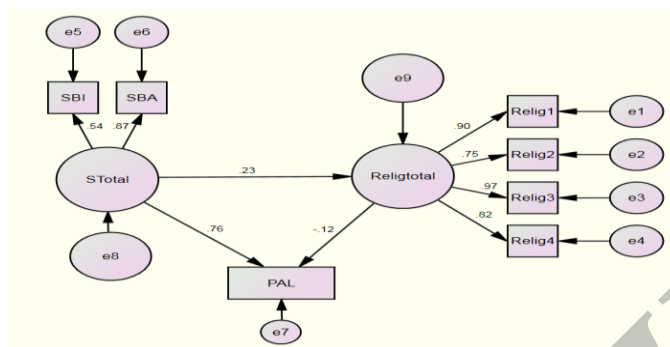 e5
e6
SBI
SBA
.54
.87
e9
.90
Relig1
e1
.75
Relig2
e2
STotal
.23
Religtotal
.97
Relig3
e3
.82
Relig4
e4
e8
.76
-.12
PAL
e7